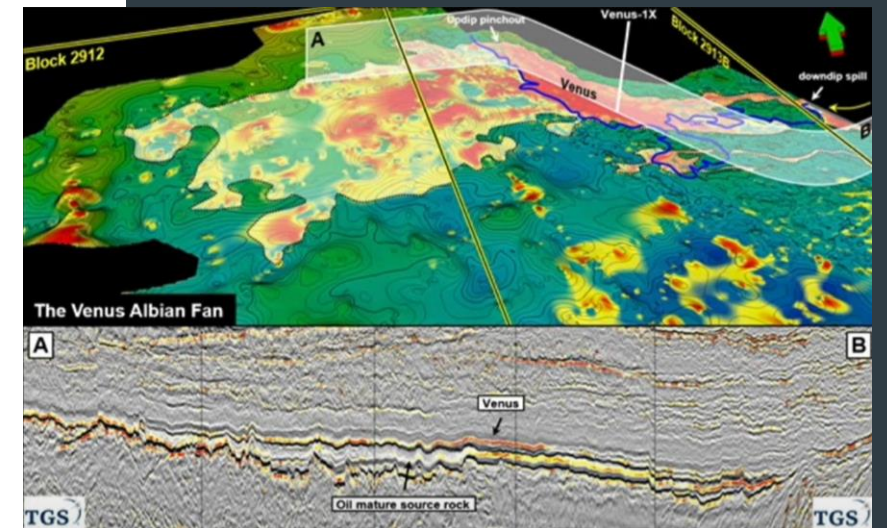 Updip pinchout
Venus-1X
Block 2913B
A
Block 2912
downdip spill
Venus
B
The Venus Albian Fan
A
B
Venus
Oil mature source rock
TGS
TGS